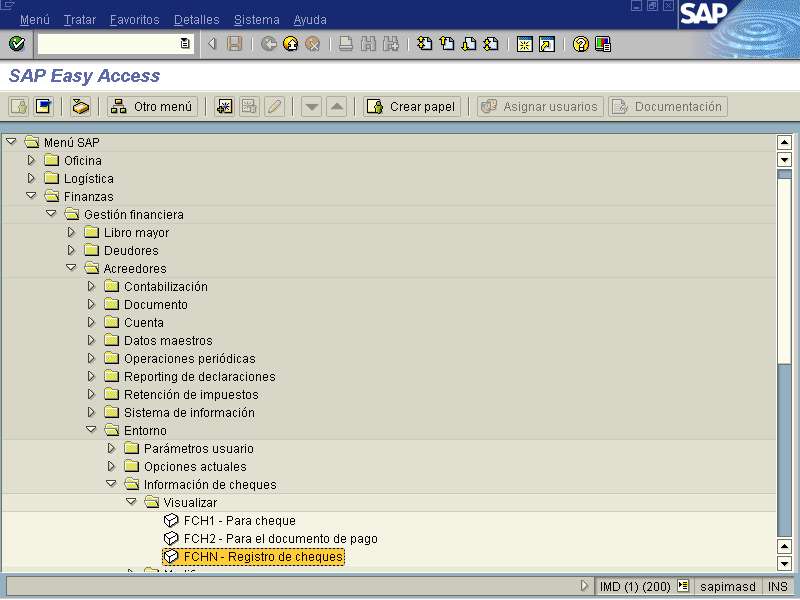 Menú Tratar Favoritos Detalles Sistema Ayuda
SAP
SAP Easy Access
Otro menú Crear papel Asignar usuarios Documentación
Menú SAP
Oficina
Logística
Finanzas
Gestión financiera
Libro mayor
Deudores
Acreedores
Contabilización
Documento
Cuenta
Datos maestros
Operaciones periódicas
Reporting de declaraciones
Retención de impuestos
Sistema de información
Entorno
Parámetros usuario
Opciones actuales
Información de cheques
Visualizar
FCH1 - Para cheque
FCH2 - Para el documento de pago
FCHN - Registro de cheques
IMD (1) (200) sapimasd INS